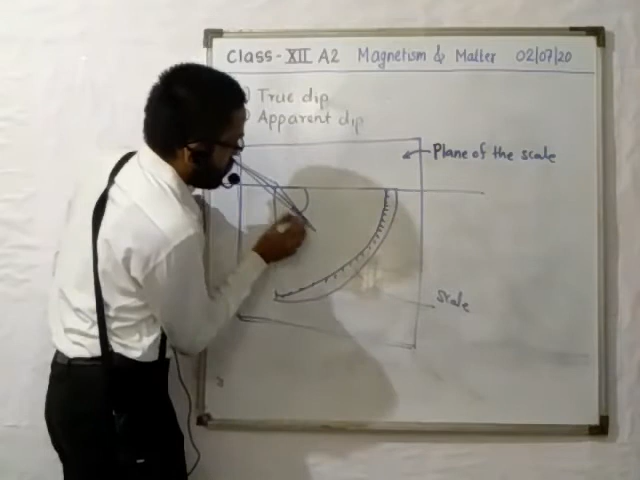 Class - XII A2 Magnetism & Matter 02/07/20
True dip
Apparent dip
Plane of the scale
Scale